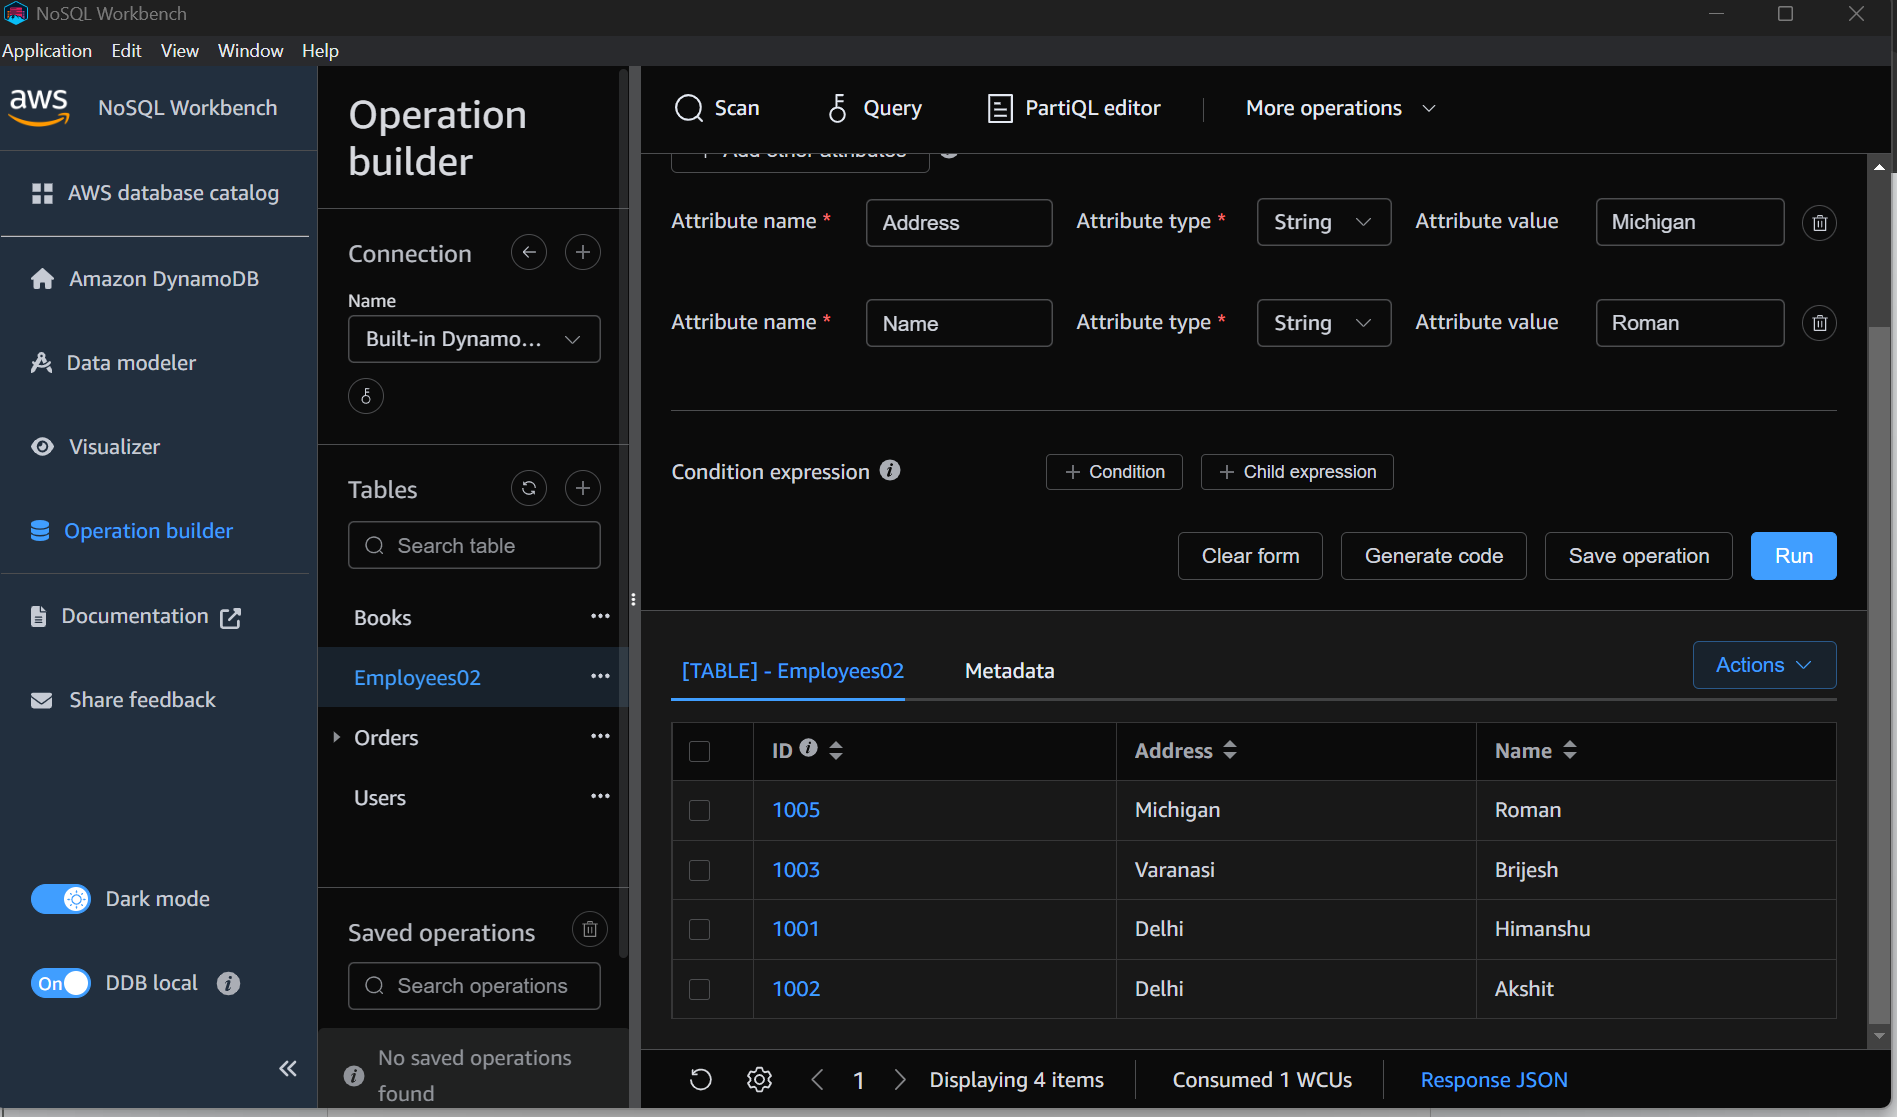 NoSQL Workbench
Application Edit View Window Help
aws NoSQL Workbench
AWS database catalog
Amazon DynamoDB
Data modeler
Visualizer
Operation builder
Documentation
Share feedback
Dark mode
On DDB local
Operation
builder
Connection
Name
Built-in Dynamo...
Tables
Search table
Books
Employees02
Orders
Users
Saved operations
Search operations
No saved operations
found
Scan Query PartiQL editor More operations
+ Add other attributes
Attribute name * Address Attribute type * String Attribute value Michigan
Attribute name * Name Attribute type * String Attribute value Roman
Condition expression + Condition + Child expression
Clear form Generate code Save operation Run
[TABLE] - Employees02 Metadata Actions
ID Address Name
1005 Michigan Roman
1003 Varanasi Brijesh
1001 Delhi Himanshu
1002 Delhi Akshit
1 Displaying 4 items Consumed 1 WCUs Response JSON